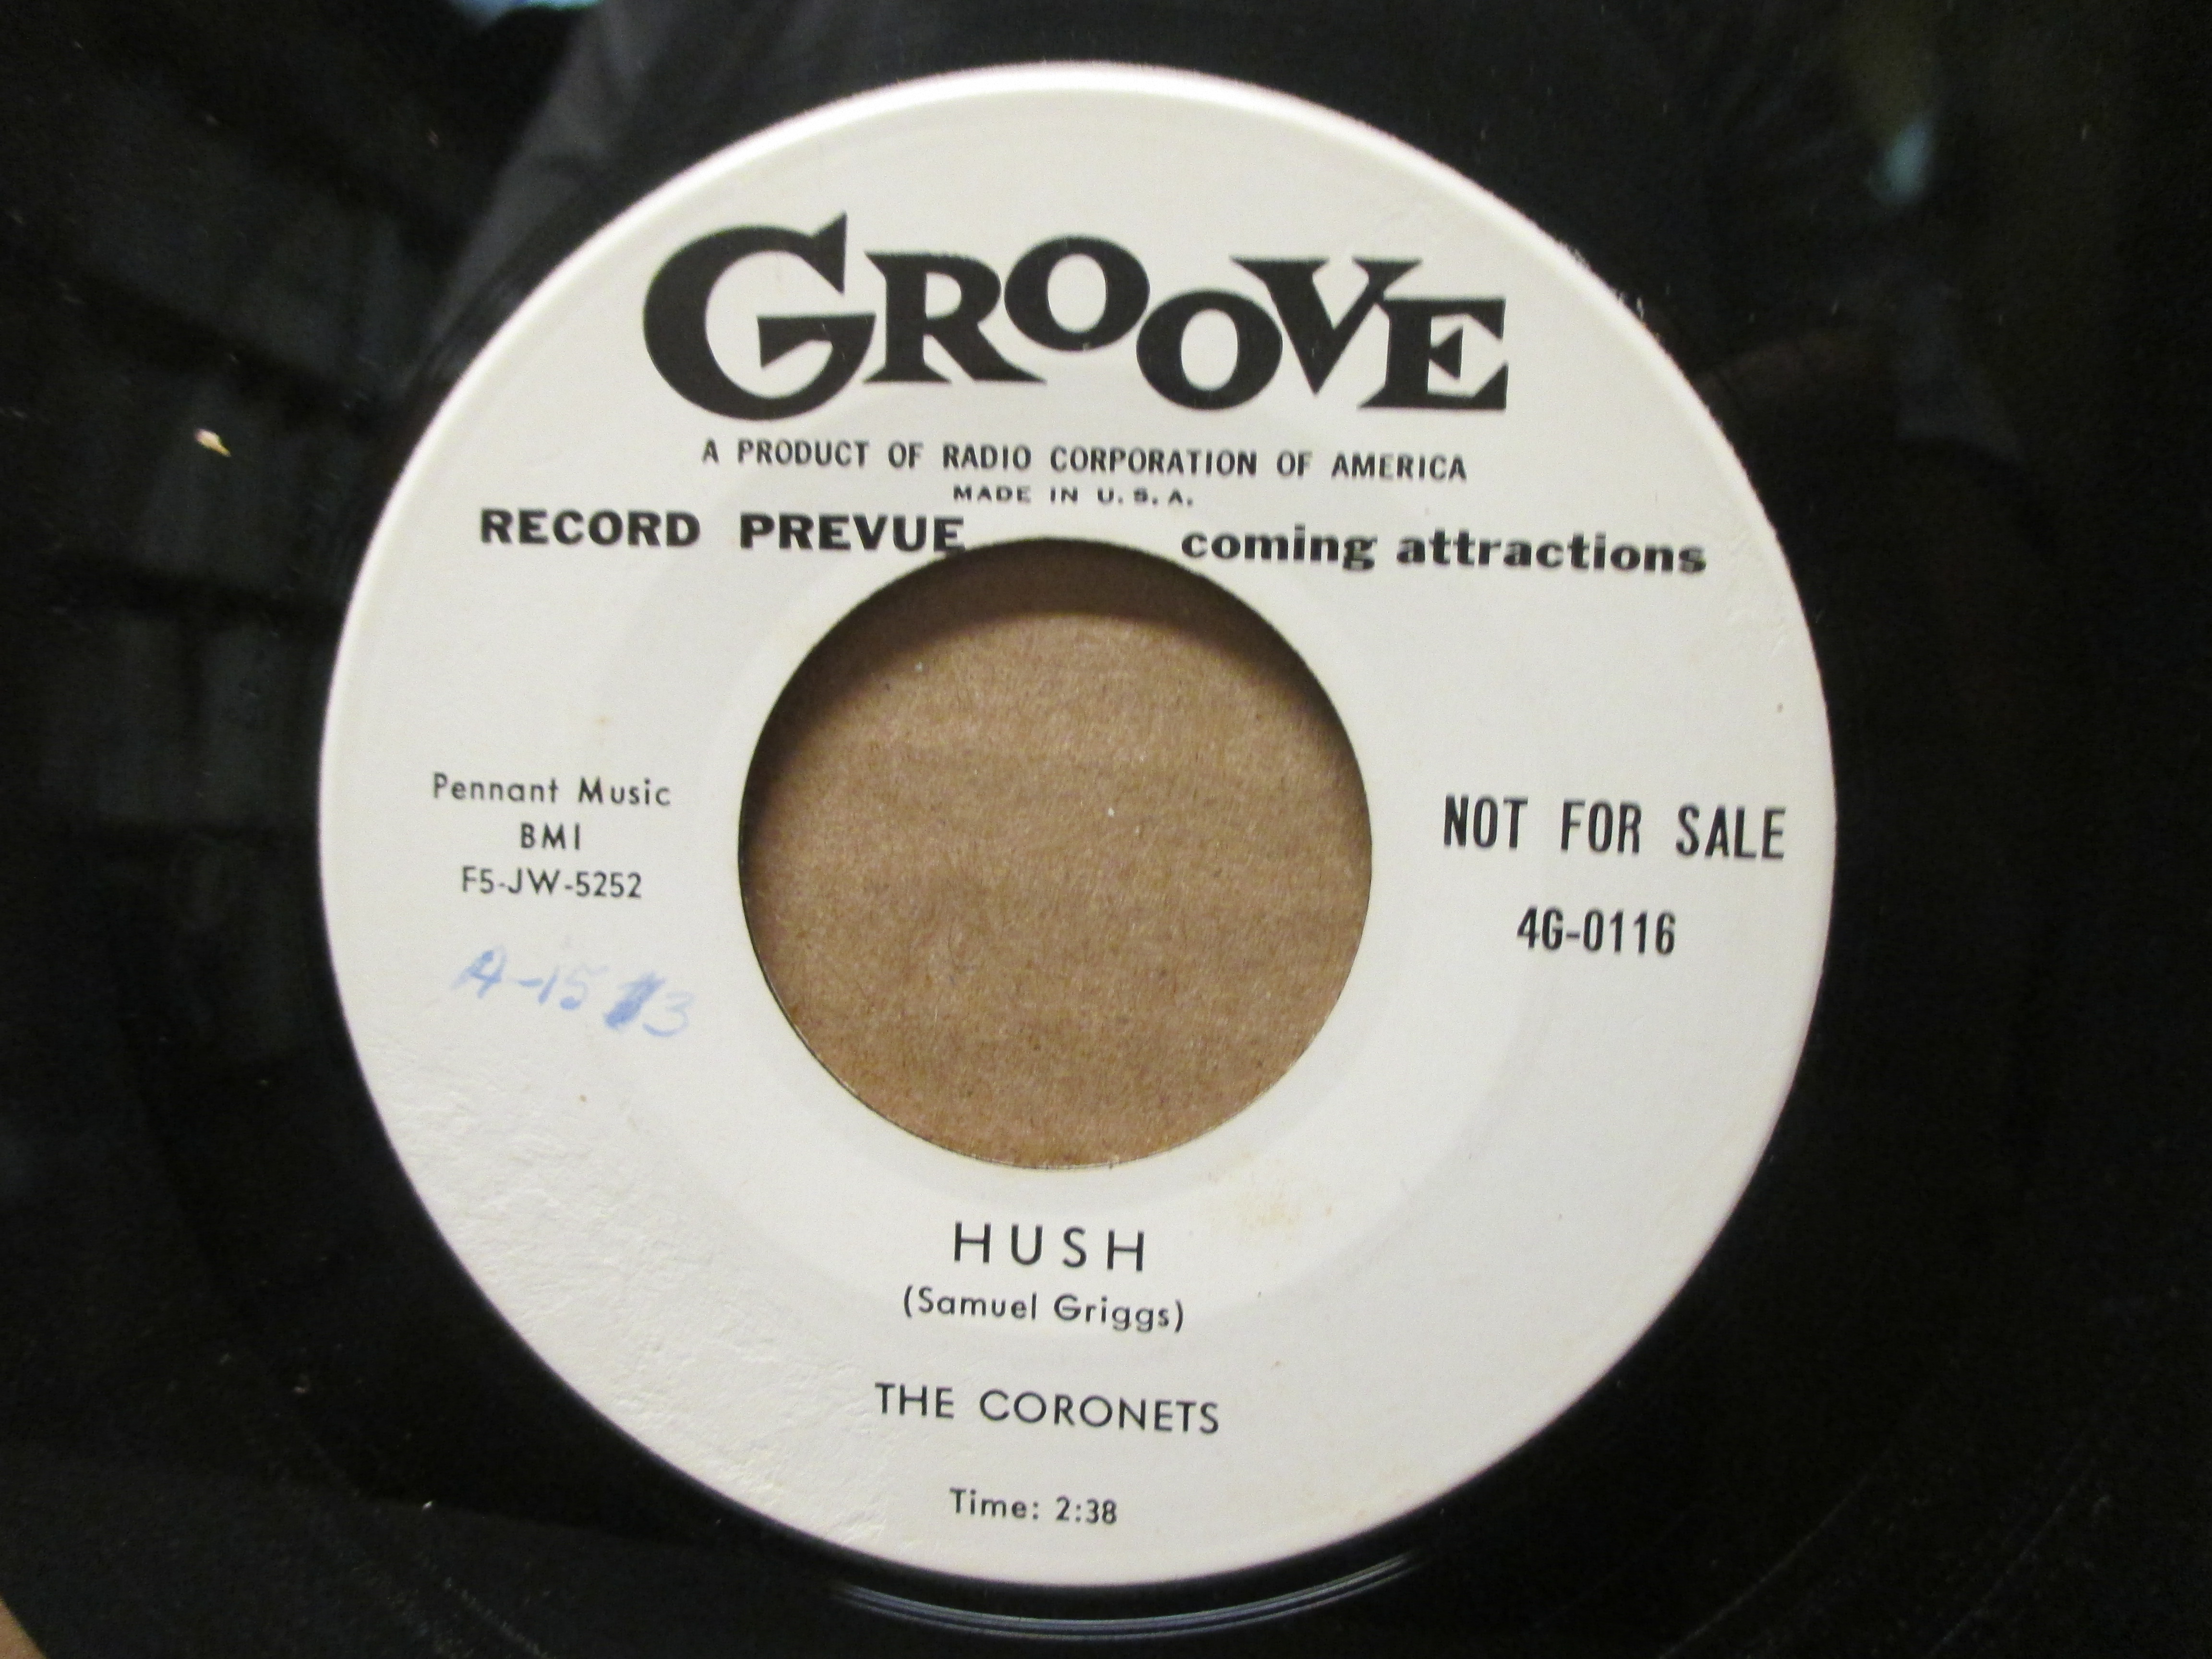 GROOVE
A PRODUCT OF RADIO CORPORATION OF AMERICA
MADE IN U.S.A.
RECORD PREVUE coming attractions
Pennant Music
BMI
F5-JW-5252
NOT FOR SALE
4G-0116
HUSH
(Samuel Griggs)
THE CORONETS
Time: 2:38